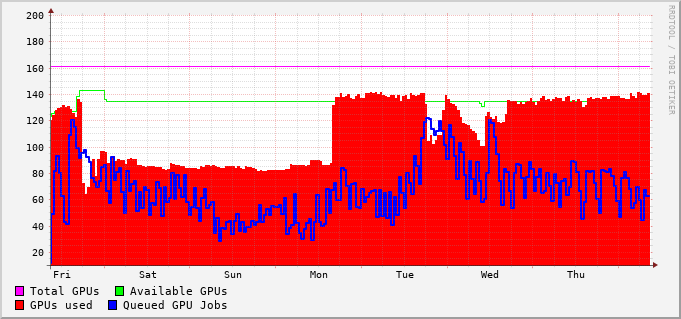 200
180
160
140
120
100
80
60
40
20
Fri Sat Sun Mon Tue Wed Thu
Total GPUs Available GPUs
GPUs used Queued GPU Jobs
RRDTOOL / TOBI OETIKER